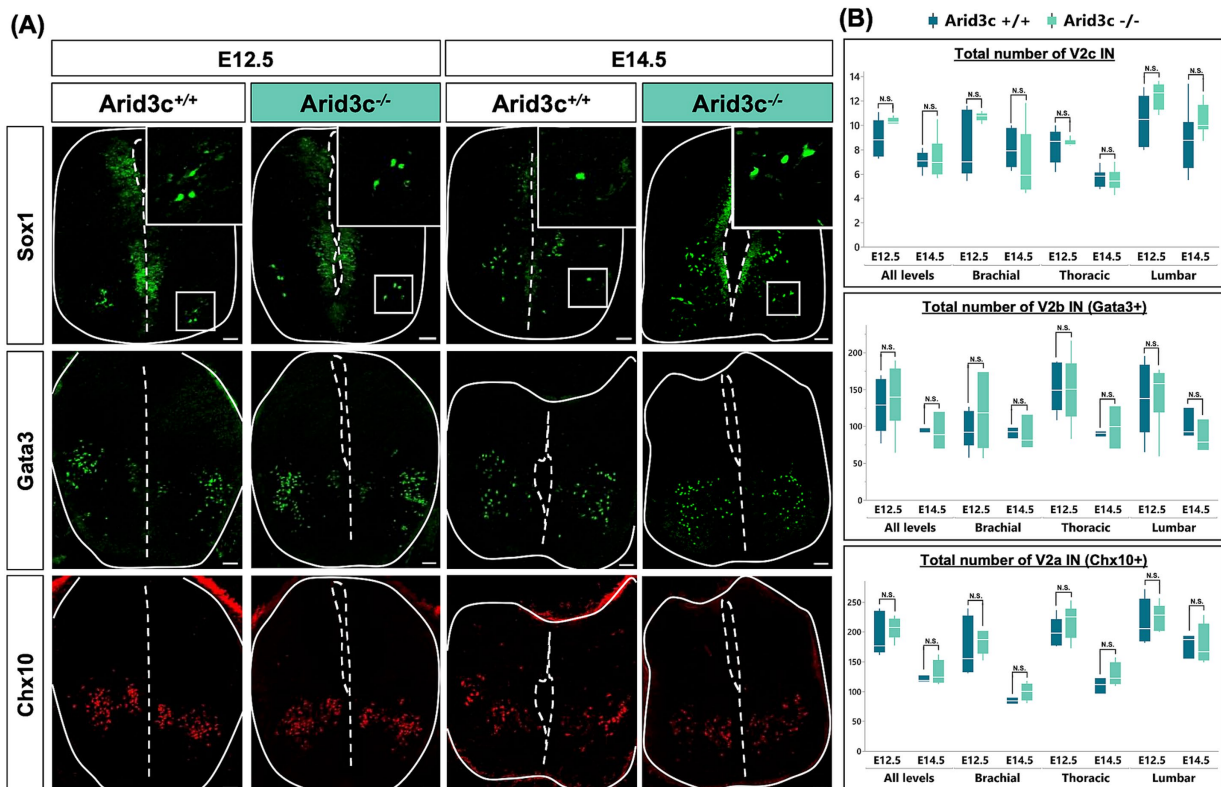 (A)
E12.5 E14.5
Arid3c+/+ Arid3c-/- Arid3c+/+ Arid3c-/-
Sox1
Gata3
Chx10
(B)
Arid3c +/+ Arid3c -/-
Total number of V2c IN
14
12
10
8
6
4
2
0
N.S. N.S. N.S. N.S. N.S. N.S. N.S. N.S.
E12.5 E14.5 E12.5 E14.5 E12.5 E14.5 E12.5 E14.5
All levels Brachial Thoracic Lumbar
Total number of V2b IN (Gata3+)
200
150
100
50
0
N.S. N.S. N.S. N.S. N.S. N.S. N.S. N.S.
E12.5 E14.5 E12.5 E14.5 E12.5 E14.5 E12.5 E14.5
All levels Brachial Thoracic Lumbar
Total number of V2a IN (Chx10+)
250
200
150
100
50
0
N.S. N.S. N.S. N.S. N.S. N.S. N.S. N.S.
E12.5 E14.5 E12.5 E14.5 E12.5 E14.5 E12.5 E14.5
All levels Brachial Thoracic Lumbar